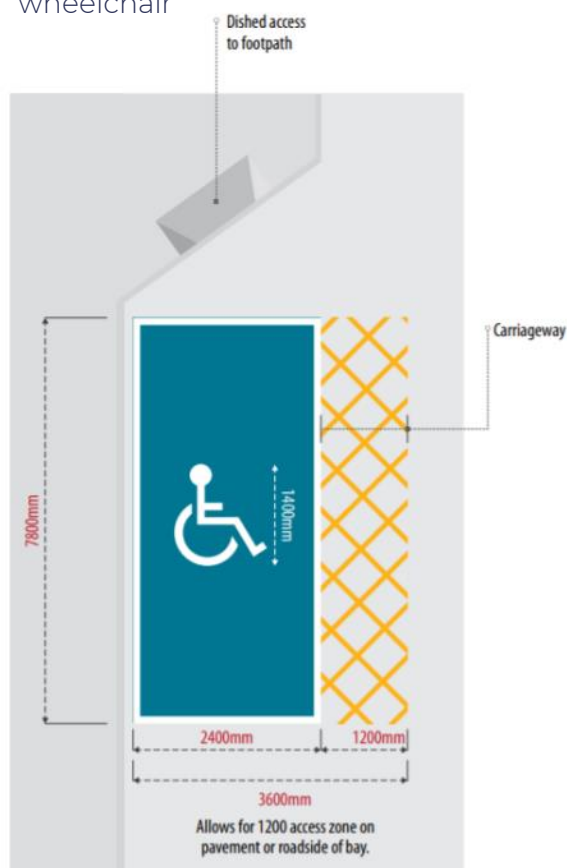 wheelchair
Dished access
to footpath
Carriageway
7800mm
1400mm
2400mm
1200mm
3600mm
Allows for 1200 access zone on
pavement or roadside of bay.